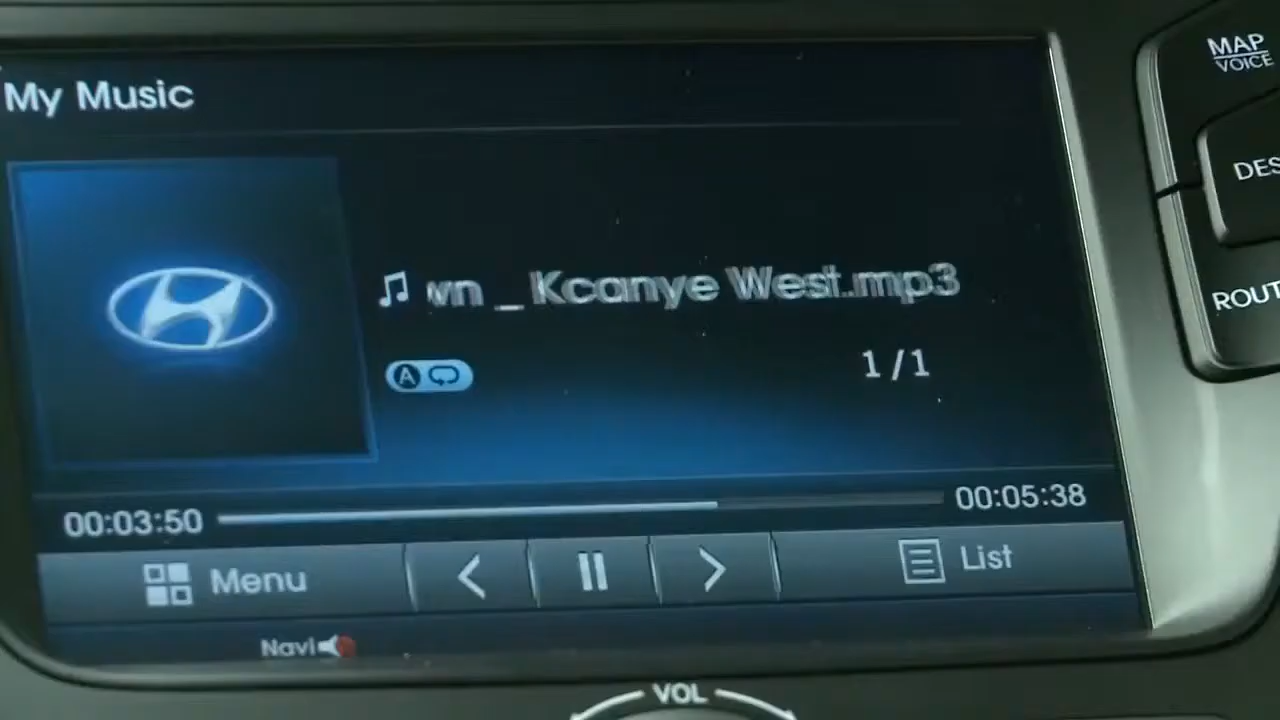 My Music
wn _ Kcanye West.mp3
A
1/1
00:03:50
00:05:38
Menu
List
Navi
VOL
MAP
VOICE
DES
ROUT